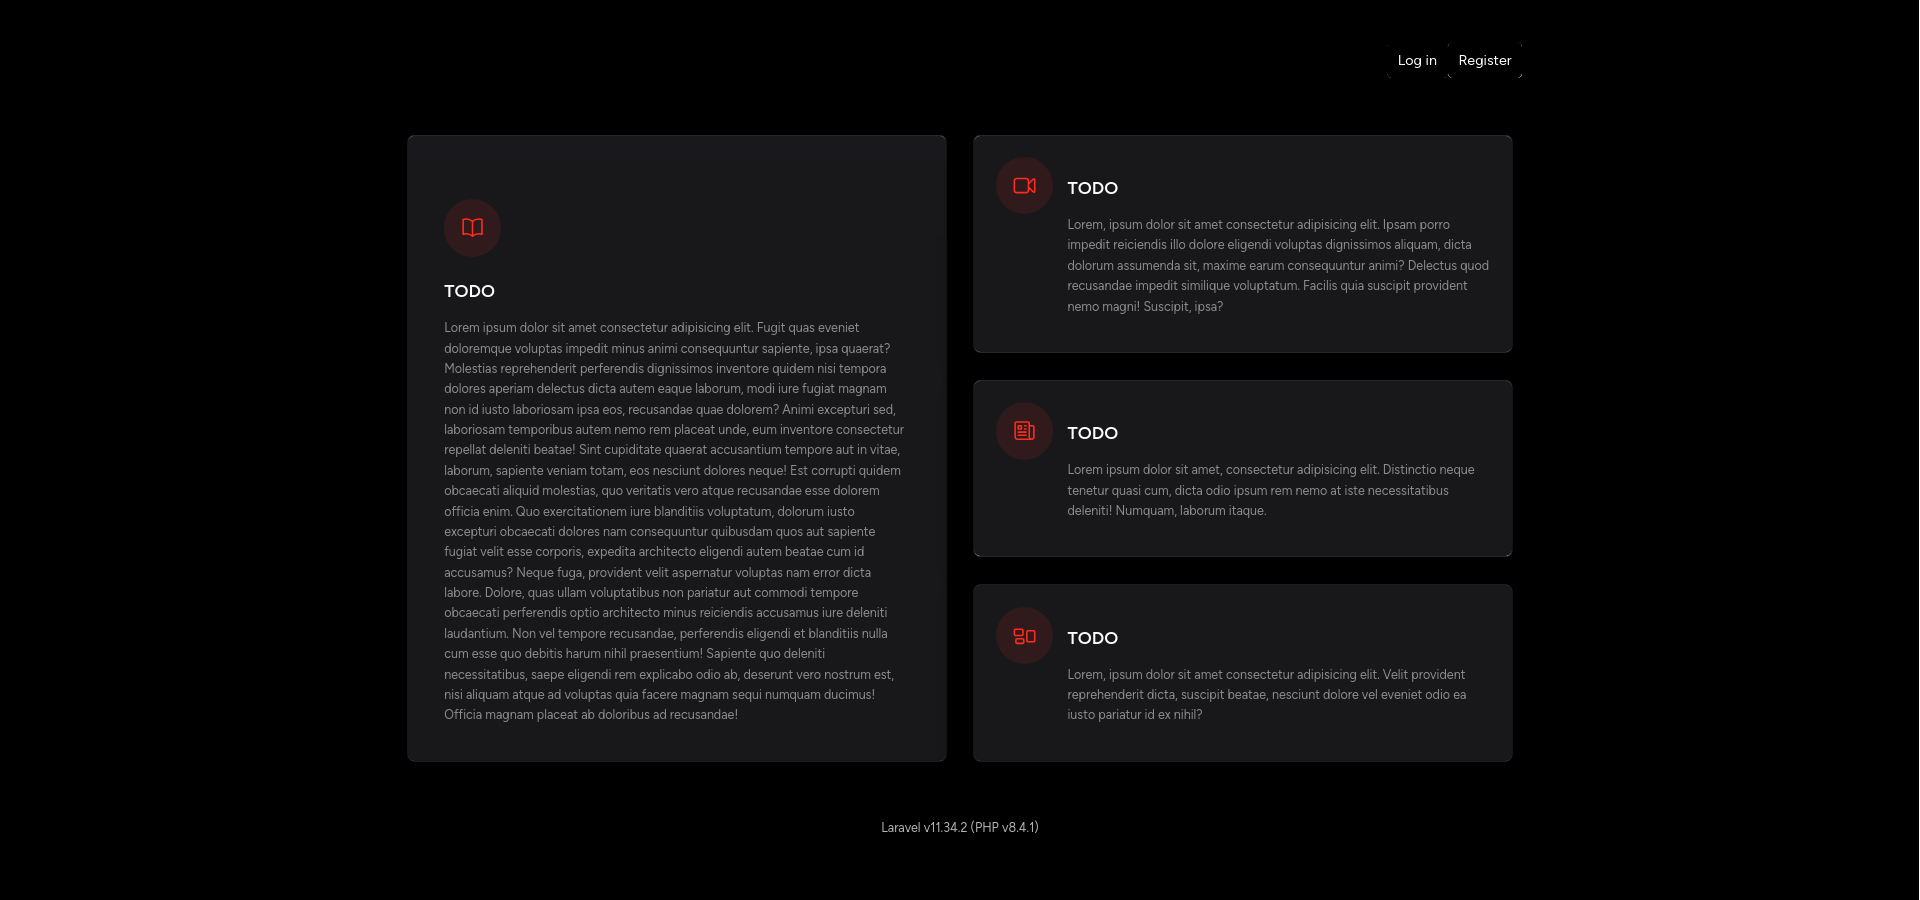 Log in
Register
TODO
Lorem ipsum dolor sit amet consectetur adipisicing elit. Fugit quas eveniet
doloremque voluptas impedit minus animi consequuntur sapiente, ipsa quaerat?
Molestias reprehenderit perferendis dignissimos inventore quidem nisi tempora
dolores aperiam delectus dicta autem eaque laborum, modi iure fugiat magnam
non id iusto laboriosam ipsa eos, recusandae quae dolorem? Animi excepturi sed,
laboriosam temporibus autem nemo rem placeat unde, eum inventore consectetur
repellat deleniti beatae! Sint cupiditate quaerat accusantium tempore aut in vitae,
laborum, sapiente veniam totam, eos nesciunt dolores neque! Est corrupti quidem
obcaecati aliquid molestias, quo veritatis vero atque recusandae esse dolorem
officia enim. Quo exercitationem iure blanditiis voluptatum, dolorum iusto
excepturi obcaecati dolores nam consequuntur quibusdam quos aut sapiente
fugiat velit esse corporis, expedita architecto eligendi autem beatae cum id
accusamus? Neque fuga, provident velit aspernatur voluptas nam error dicta
labore. Dolore, quas ullam voluptatibus non pariatur aut commodi tempore
obcaecati perferendis optio architecto minus reiciendis accusamus iure deleniti
laudantium. Non vel tempore recusandae, perferendis eligendi et blanditiis nulla
cum esse quo debitis harum nihil praesentium! Sapiente quo deleniti
necessitatibus, saepe eligendi rem explicabo odio ab, deserunt vero nostrum est,
nisi aliquam atque ad voluptas quia facere magnam sequi numquam ducimus!
Officia magnam placeat ab doloribus ad recusandae!
TODO
Lorem, ipsum dolor sit amet consectetur adipisicing elit. Ipsam porro
impedit reiciendis illo dolore eligendi voluptas dignissimos aliquam, dicta
dolorum assumenda sit, maxime earum consequuntur animi? Delectus quod
recusandae impedit similique voluptatum. Facilis quia suscipit provident
nemo magni! Suscipit, ipsa?
TODO
Lorem ipsum dolor sit amet, consectetur adipisicing elit. Distinctio neque
tenetur quasi cum, dicta odio ipsum rem nemo at iste necessitatibus
deleniti! Numquam, laborum itaque.
TODO
Lorem, ipsum dolor sit amet consectetur adipisicing elit. Velit provident
reprehenderit dicta, suscipit beatae, nesciunt dolore vel eveniet odio ea
iusto pariatur id ex nihil?
Laravel v11.34.2 (PHP v8.4.1)